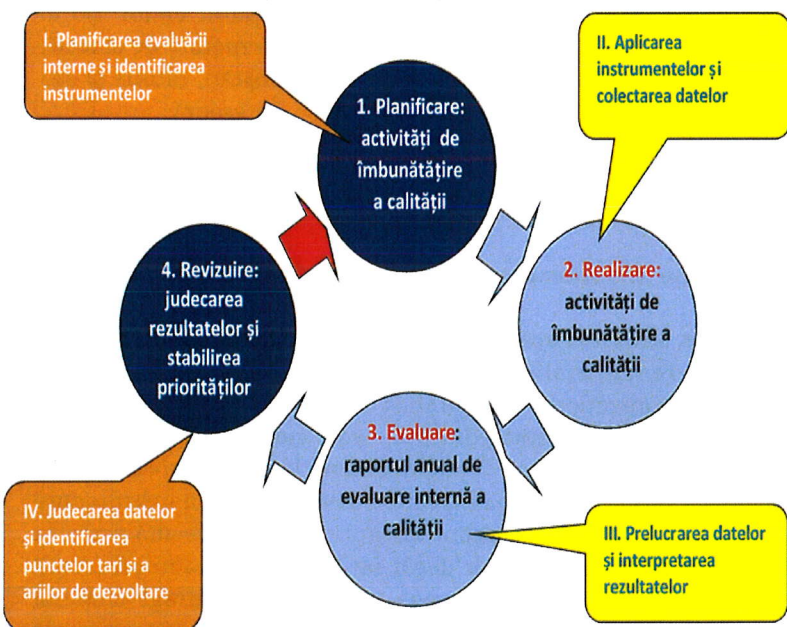 I. Planificarea evaluării
interne și identificarea
instrumentelor
1. Planificare:
activități de
îmbunătățire
a calității
II. Aplicarea
instrumentelor și
colectarea datelor
2. Realizare:
activități de
îmbunătățire a
calității
3. Evaluare:
raportul anual de
evaluare internă a
calității
III. Prelucrarea datelor
și interpretarea
rezultatelor
4. Revizuire:
judecarea
rezultatelor și
stabilirea
priorităților
IV. Judecarea datelor
și identificarea
punctelor tari și a
ariilor de dezvoltare